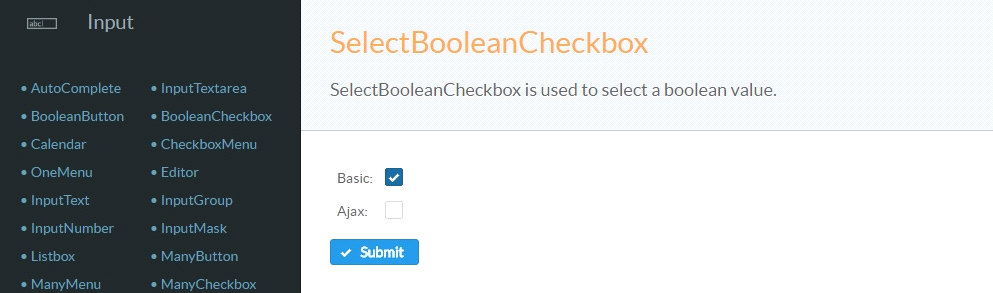 abc!
Input
• AutoComplete
• InputTextarea
• BooleanButton
• BooleanCheckbox
• Calendar
• CheckboxMenu
• OneMenu
• Editor
• InputText
• InputGroup
• InputNumber
• InputMask
• Listbox
• ManyButton
• ManyMenu
• ManyCheckbox
SelectBooleanCheckbox
SelectBooleanCheckbox is used to select a boolean value.
Basic:
Ajax:
Submit